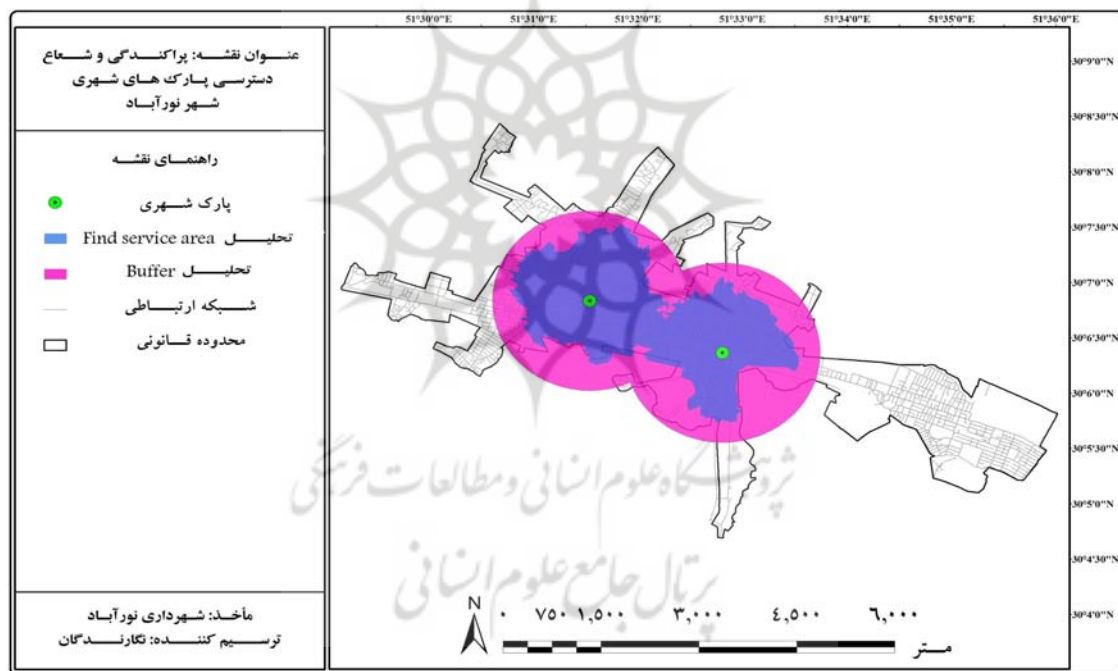 عنوان نقشه: پراکندگی و شعاع
دسترسی پارک های شهری
شهر نورآباد
راهنمای نقشه
پارک شهری
تحلیل Find service area
تحلیل Buffer
شبکه ارتباطی
محدوده قانونی
مأخذ: شهرداری نورآباد
ترسیم کننده: نگارندگان
51°30'0"E 51°31'0"E 51°32'0"E 51°33'0"E 51°34'0"E 51°35'0"E 51°36'0"E
30°9'0"N
30°8'30"N
30°8'0"N
30°7'30"N
30°7'0"N
30°6'30"N
30°6'0"N
30°5'30"N
30°5'0"N
30°4'30"N
30°4'0"N
پژوهشگاه علوم انسانی و مطالعات فرهنگی
پرتال جامع علوم انسانی
N
۰ ۷۵۰ ۱,۵۰۰ ۳,۰۰۰ ۴,۵۰۰ ۶,۰۰۰
متر